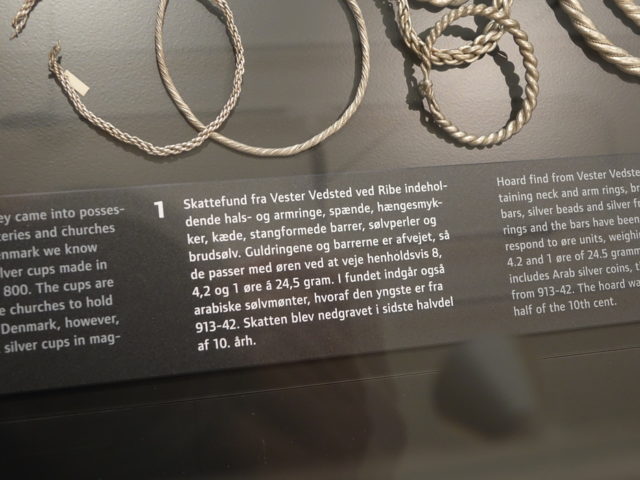 ey came into posses-
teries and churches
enmark we know
lver cups made in
800. The cups are
e churches to hold
Denmark, however,
silver cups in mag-
1
Skattefund fra Vester Vedsted ved Ribe indehol-
dende hals- og armringe, spænde, hængesmyk-
ker, kæde, stangformede barrer, sølvperler og
brudsølv. Guldringene og barrerne er afvejet, så
de passer med øren ved at veje henholdsvis 8,
4,2 og 1 øre á 24,5 gram. I fundet indgår også
arabiske sølvmønter, hvoraf den yngste er fra
913-42. Skatten blev nedgravet i sidste halvdel
af 10. årh.
Hoard find from Vester Vedste
taining neck and arm rings, br
bars, silver beads and silver fr
rings and the bars have been
respond to øre units, weighin
4.2 and 1 øre of 24.5 gramm
includes Arab silver coins, t
from 913-42. The hoard wa
half of the 10th cent.